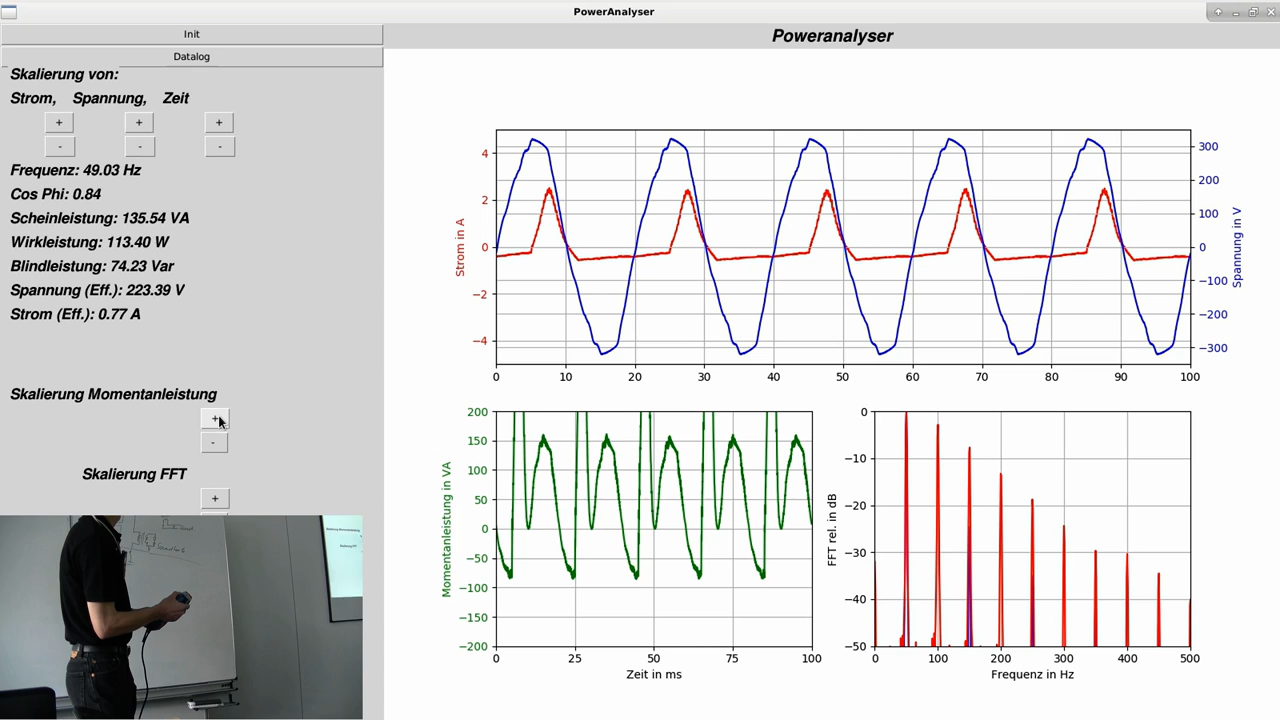 PowerAnalyser
Init
Datalog
Poweranalyser
Skalierung von:
Strom, Spannung, Zeit
+ + +
- - -
Frequenz: 49.03 Hz
Cos Phi: 0.84
Scheinleistung: 135.54 VA
Wirkleistung: 113.40 W
Blindleistung: 74.23 Var
Spannung (Eff.): 223.39 V
Strom (Eff.): 0.77 A
Skalierung Momentanleistung
+
-
Skalierung FFT
+
Strom in A
4
2
0
−2
−4
Spannung in V
300
200
100
0
−100
−200
−300
0 10 20 30 40 50 60 70 80 90 100
Momentanleistung in VA
200
150
100
50
0
−50
−100
−150
−200
0 25 50 75 100
Zeit in ms
FFT rel. in dB
0
−10
−20
−30
−40
−50
0 100 200 300 400 500
Frequenz in Hz